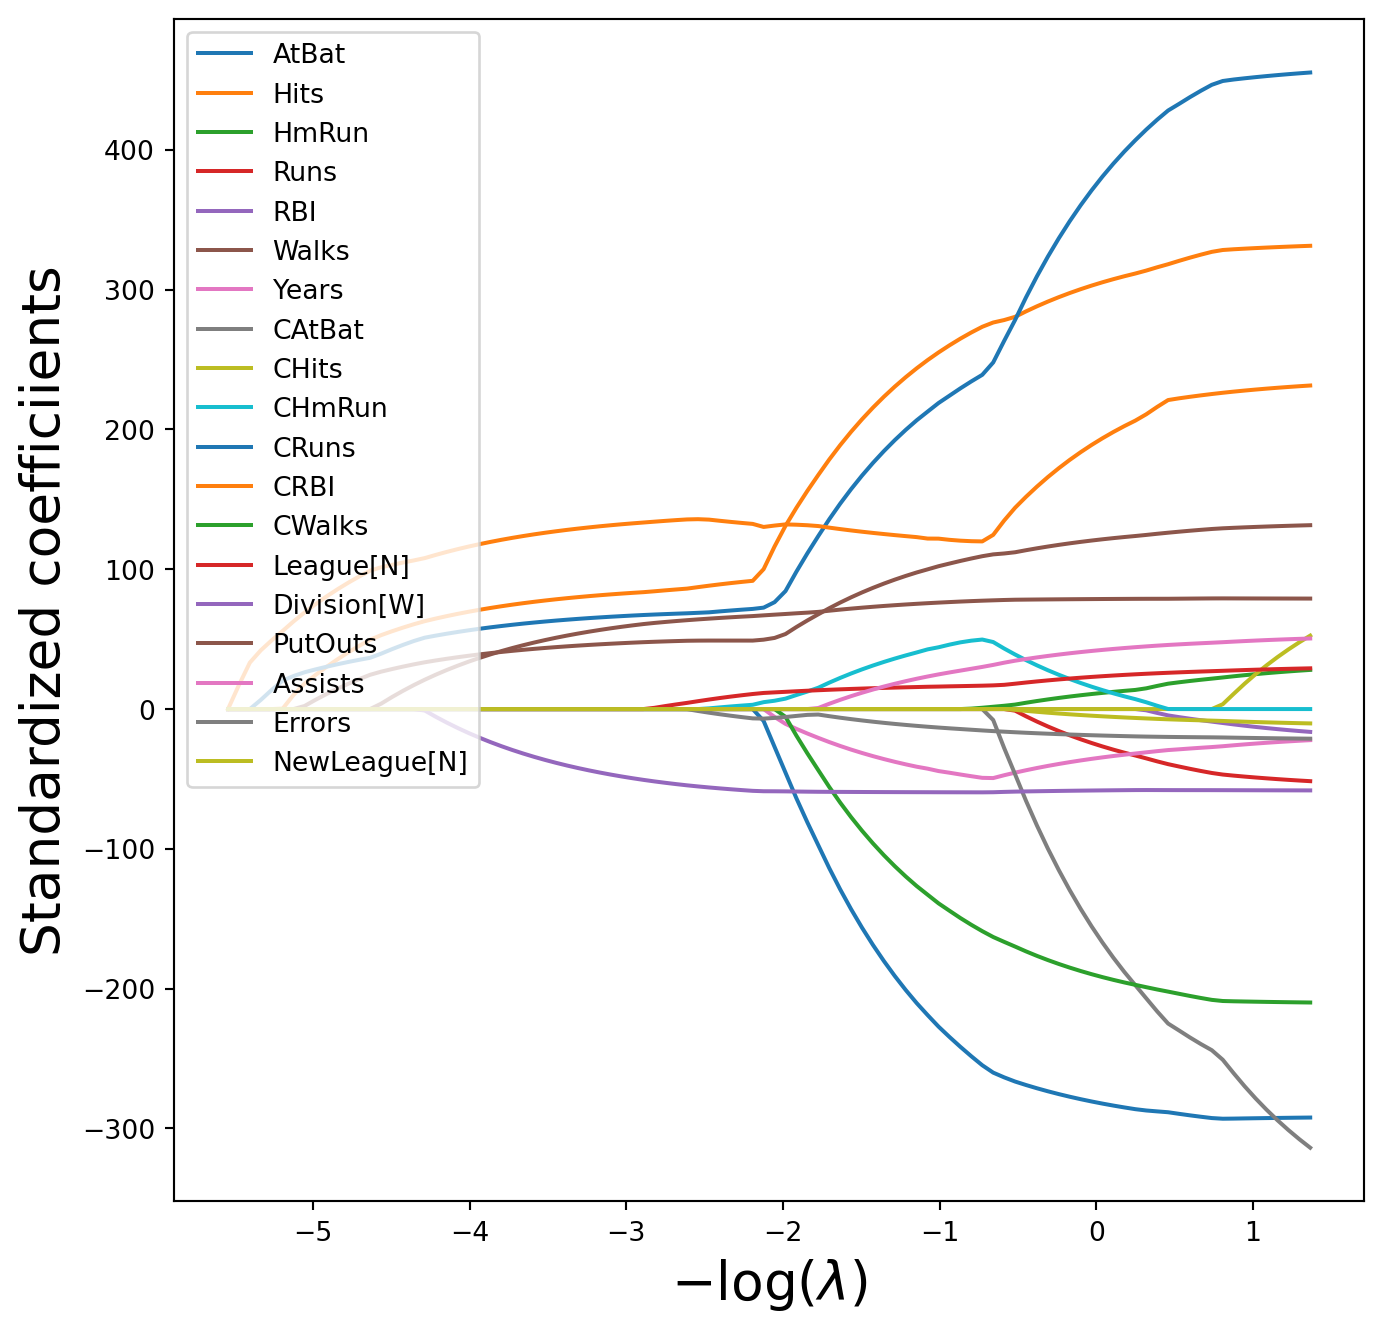 AtBat
Hits
HmRun
Runs
RBI
Walks
Years
CAtBat
CHits
CHmRun
CRuns
CRBI
CWalks
League[N]
Division[W]
PutOuts
Assists
Errors
NewLeague[N]
400
300
200
100
0
−100
−200
−300
Standardized coefficiients
−5 −4 −3 −2 −1 0 1
−log(λ)